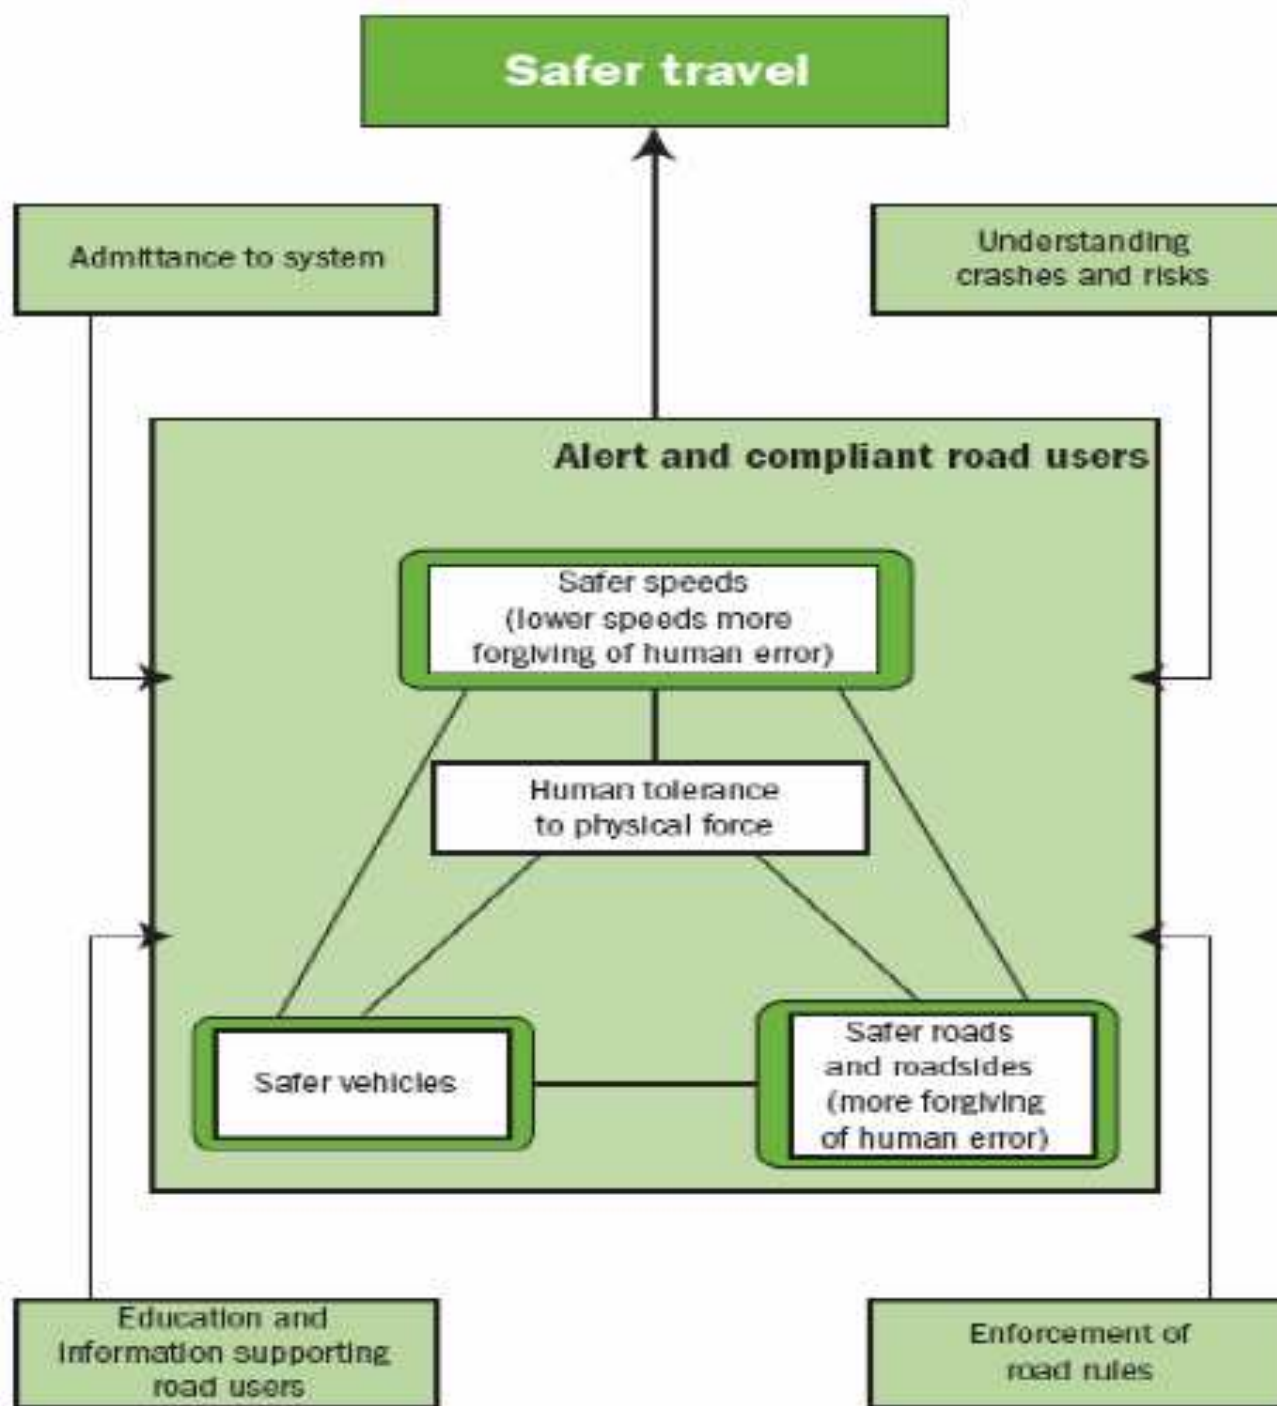 Safer travel
Admittance to system
Understanding
crashes and risks
Alert and compliant road users
Safer speeds
(lower speeds more
forgiving of human error)
Human tolerance
to physical force
Safer vehicles
Safer roads
and roadsides
(more forgiving
of human error)
Education and
information supporting
road users
Enforcement of
road rules